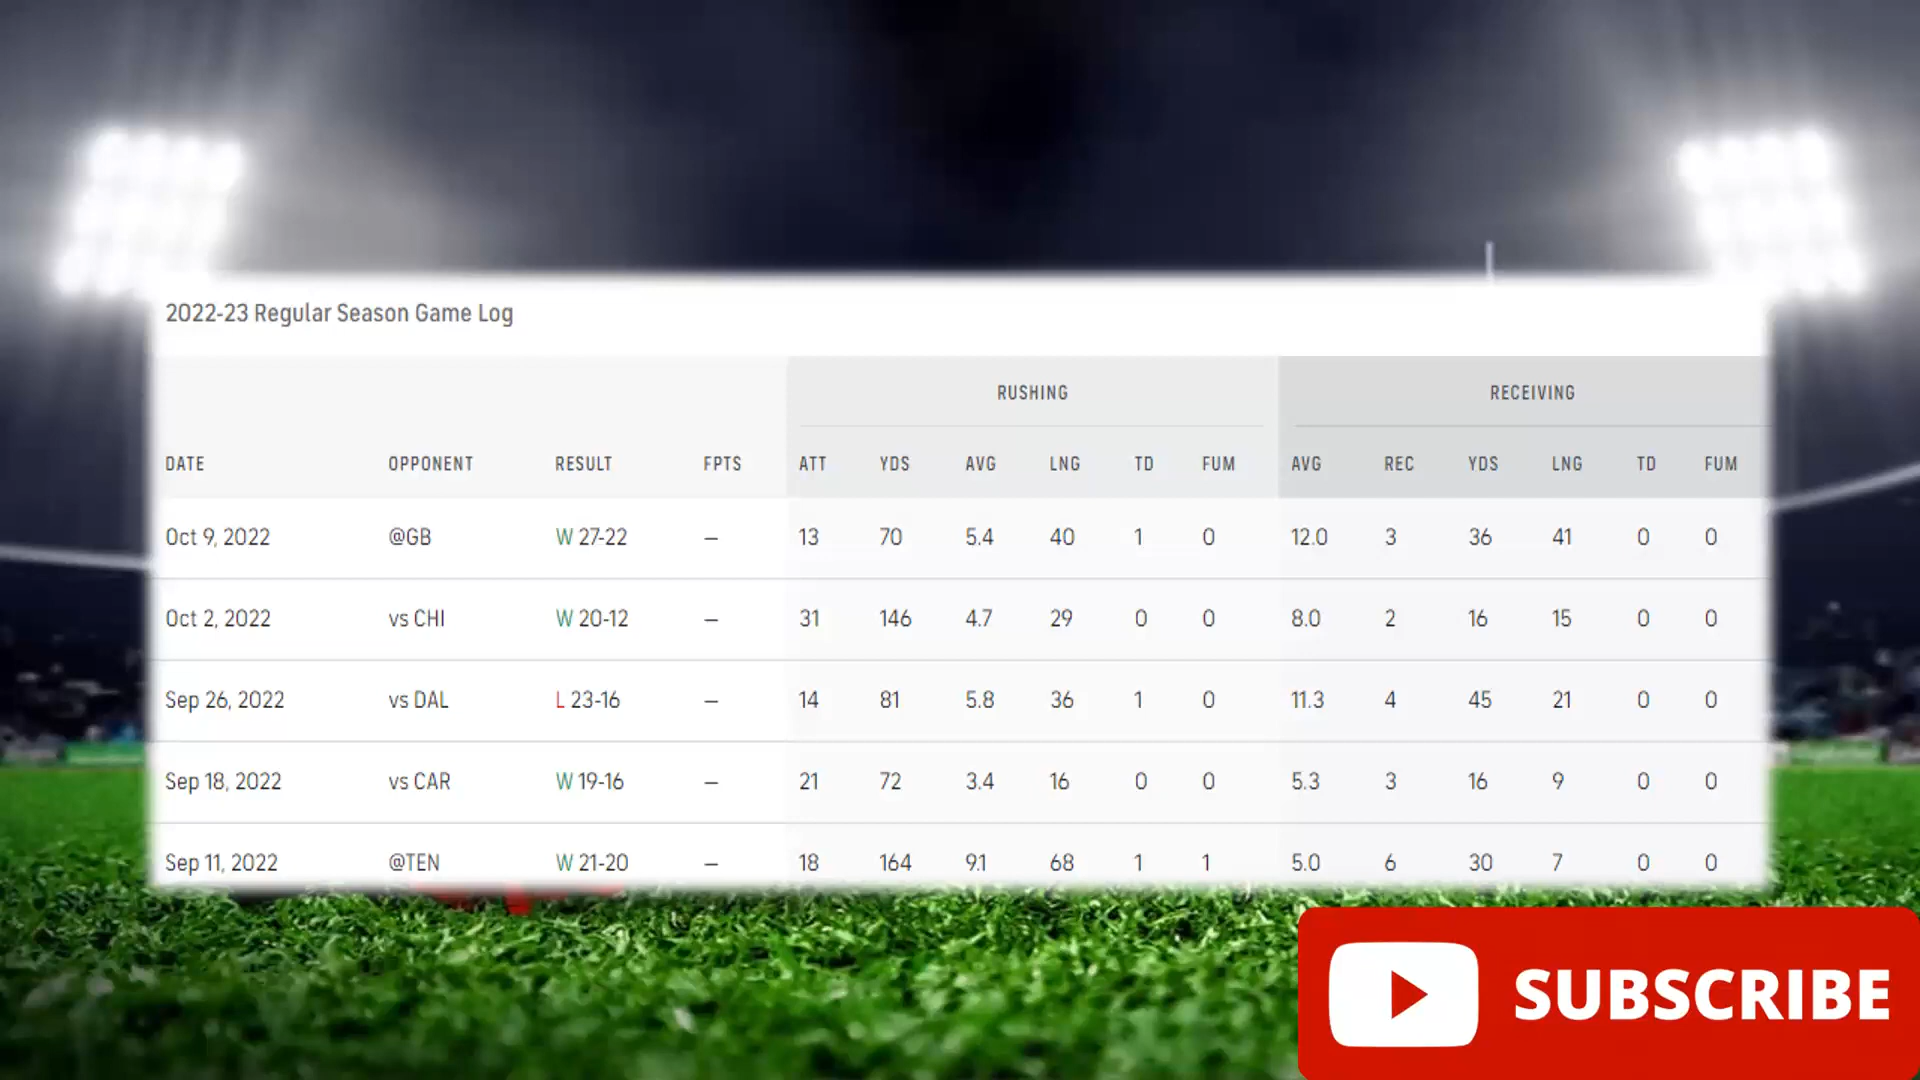 2022-23 Regular Season Game Log
RUSHING RECEIVING
DATE OPPONENT RESULT FPTS ATT YDS AVG LNG TD FUM AVG REC YDS LNG TD FUM
Oct 9, 2022 @GB W 27-22 – 13 70 5.4 40 1 0 12.0 3 36 41 0 0
Oct 2, 2022 vs CHI W 20-12 – 31 146 4.7 29 0 0 8.0 2 16 15 0 0
Sep 26, 2022 vs DAL L 23-16 – 14 81 5.8 36 1 0 11.3 4 45 21 0 0
Sep 18, 2022 vs CAR W 19-16 – 21 72 3.4 16 0 0 5.3 3 16 9 0 0
Sep 11, 2022 @TEN W 21-20 – 18 164 9.1 68 1 1 5.0 6 30 7 0 0
SUBSCRIBE